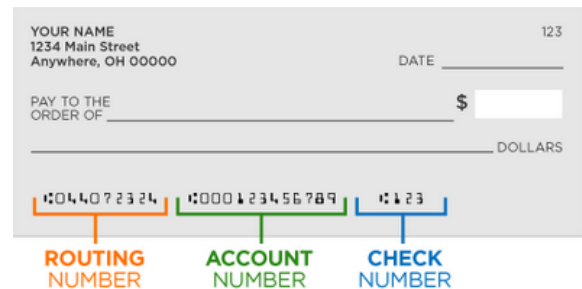 YOUR NAME 123
1234 Main Street
Anywhere, OH 00000 DATE
PAY TO THE
ORDER OF $
DOLLARS
⑆044072324 ⑆000123456789 ⑆123
ROUTING NUMBER
ACCOUNT NUMBER
CHECK NUMBER